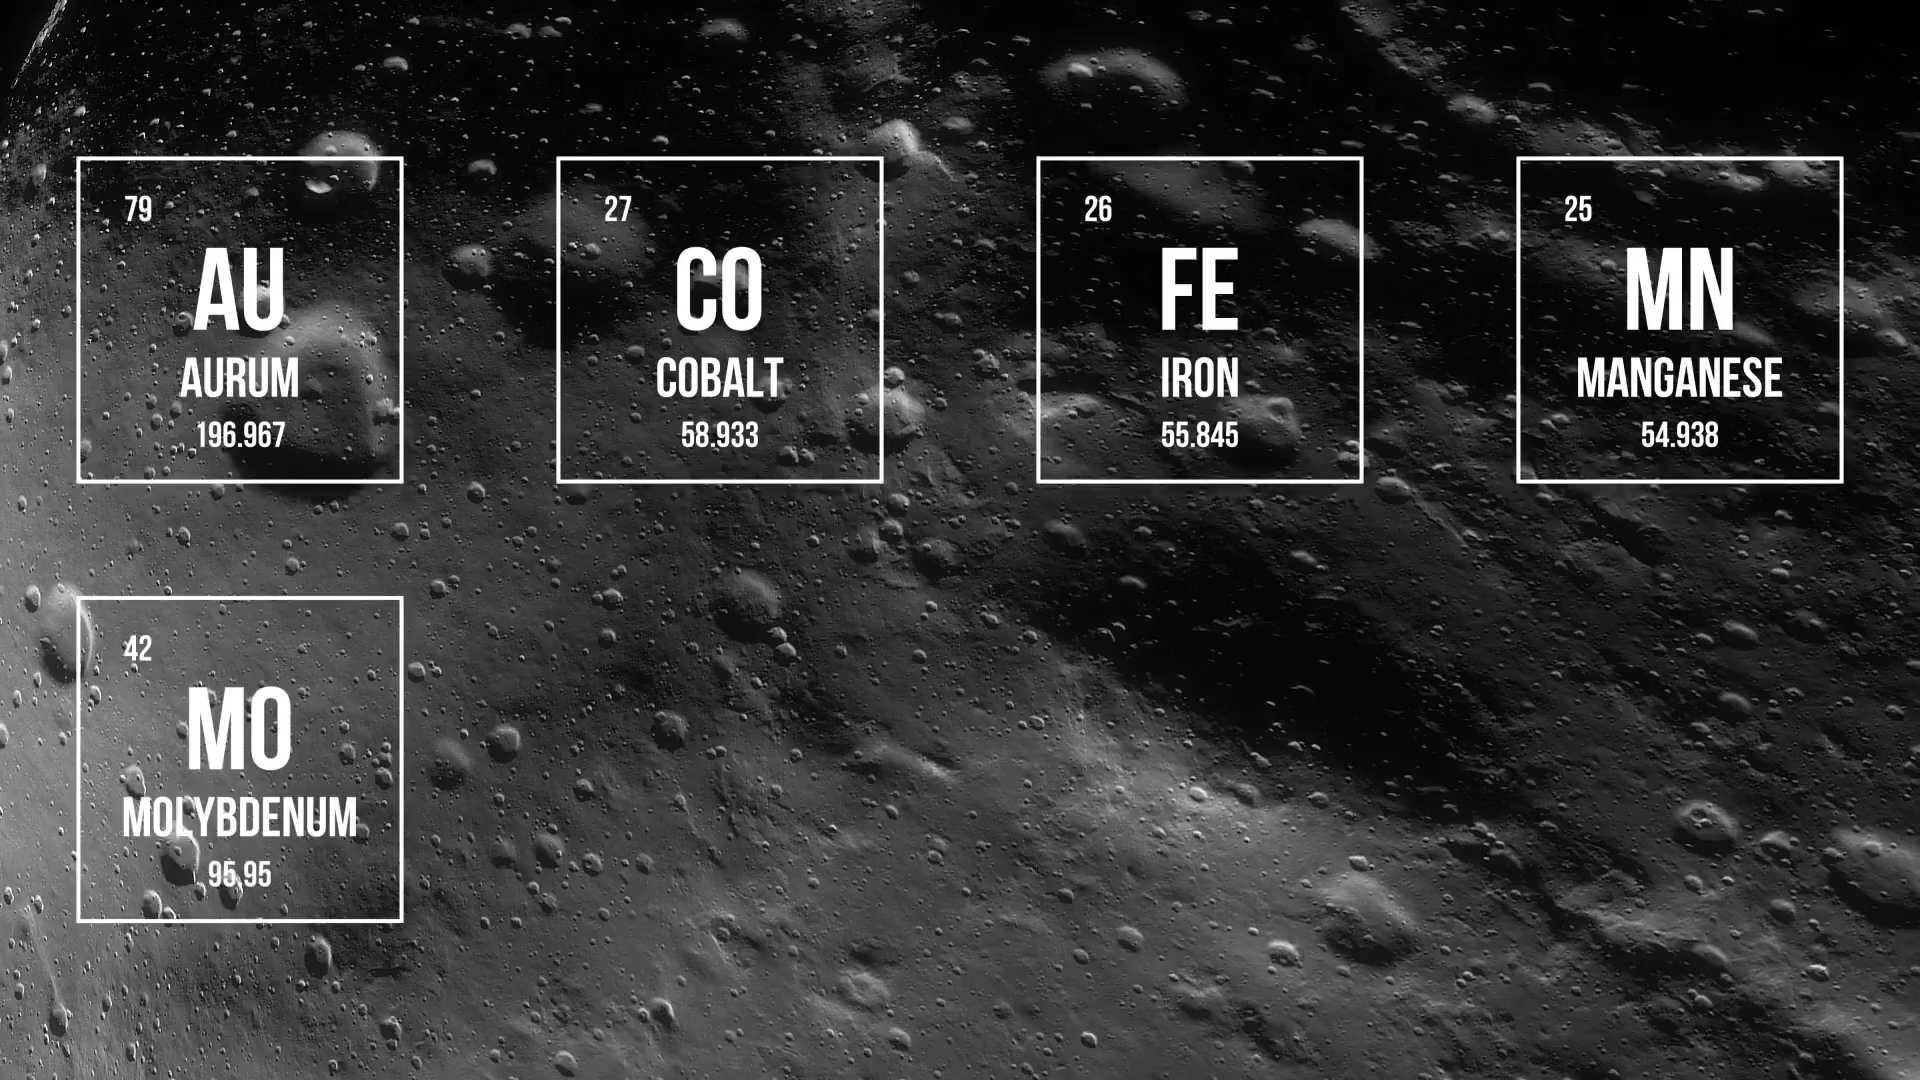 79
AU
AURUM
196.967
27
CO
COBALT
58.933
26
FE
IRON
55.845
25
MN
MANGANESE
54.938
42
MO
MOLYBDENUM
95.95